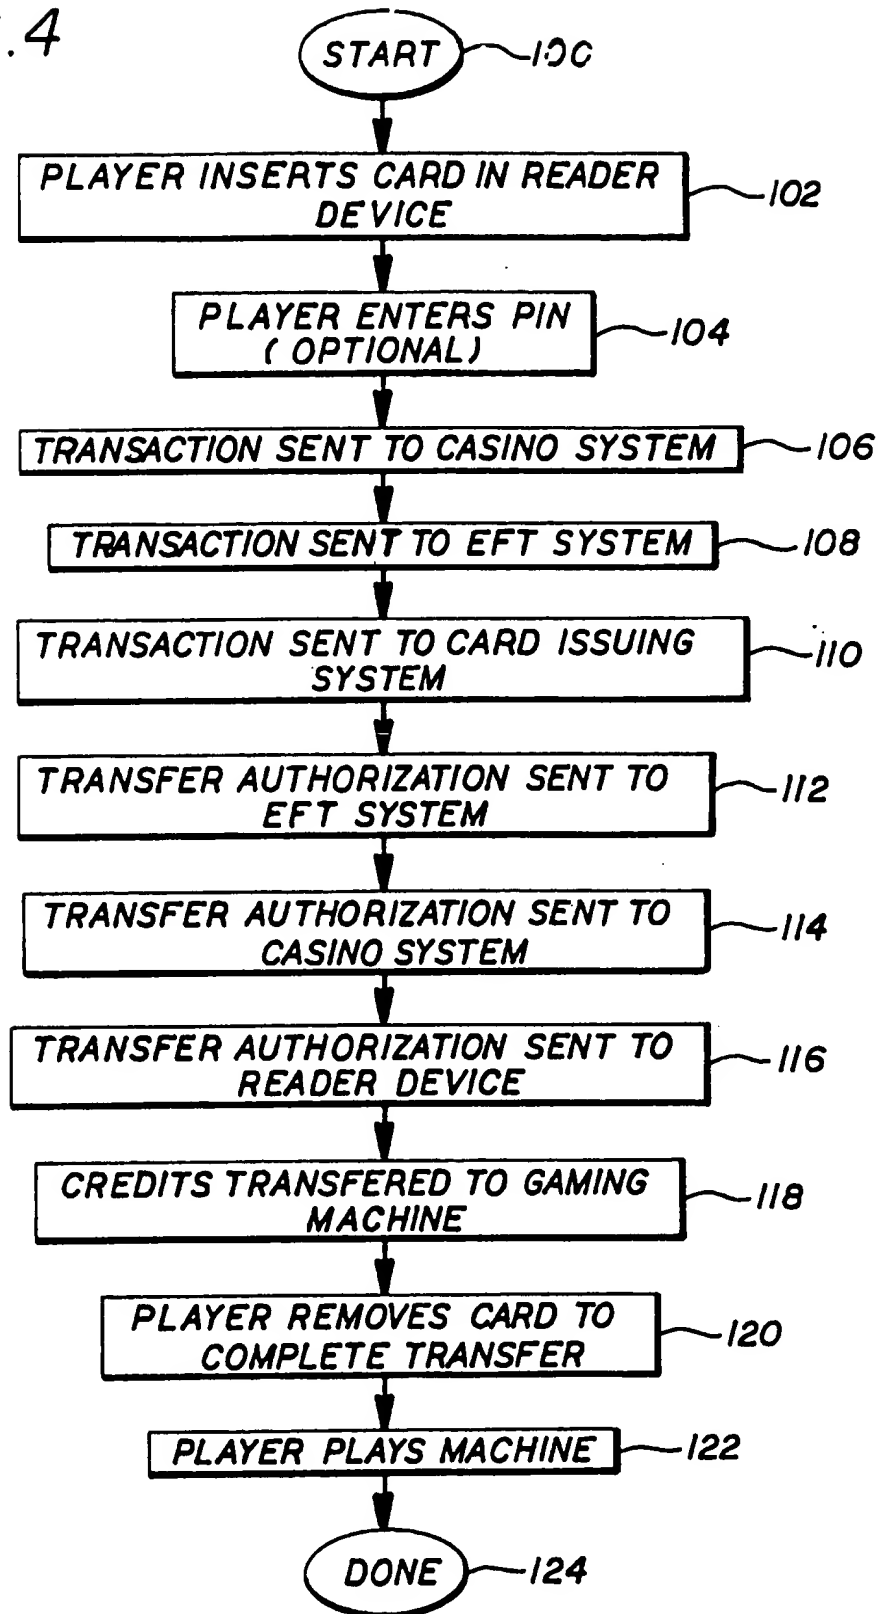 .4
START 100
PLAYER INSERTS CARD IN READER
DEVICE 102
PLAYER ENTERS PIN
( OPTIONAL) 104
TRANSACTION SENT TO CASINO SYSTEM 106
TRANSACTION SENT TO EFT SYSTEM 108
TRANSACTION SENT TO CARD ISSUING
SYSTEM 110
TRANSFER AUTHORIZATION SENT TO
EFT SYSTEM 112
TRANSFER AUTHORIZATION SENT TO
CASINO SYSTEM 114
TRANSFER AUTHORIZATION SENT TO
READER DEVICE 116
CREDITS TRANSFERED TO GAMING
MACHINE 118
PLAYER REMOVES CARD TO
COMPLETE TRANSFER 120
PLAYER PLAYS MACHINE 122
DONE 124